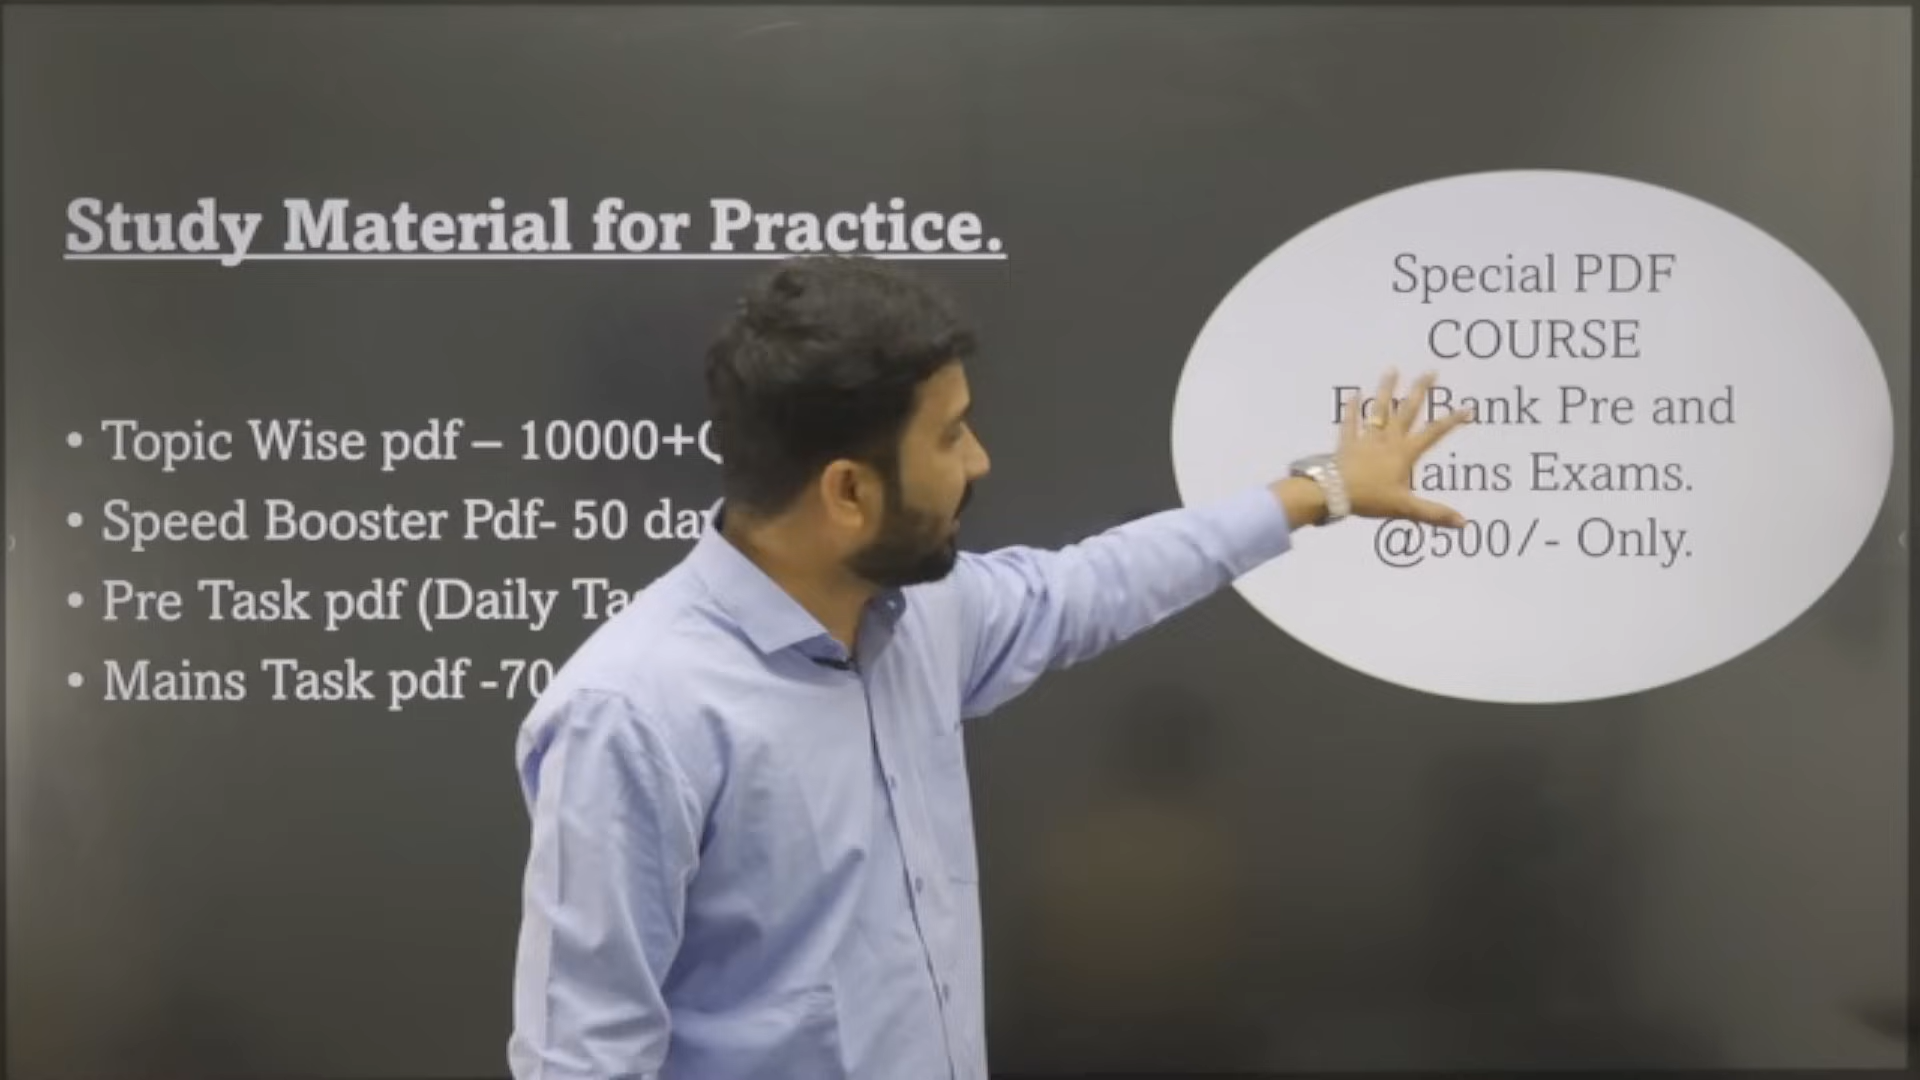 Study Material for Practice.
• Topic Wise pdf – 10000+
• Speed Booster Pdf- 50
• Pre Task pdf (Daily
• Mains Task pdf -70
Special PDF
COURSE
For Bank Pre and
Exams.
@500/- Only.